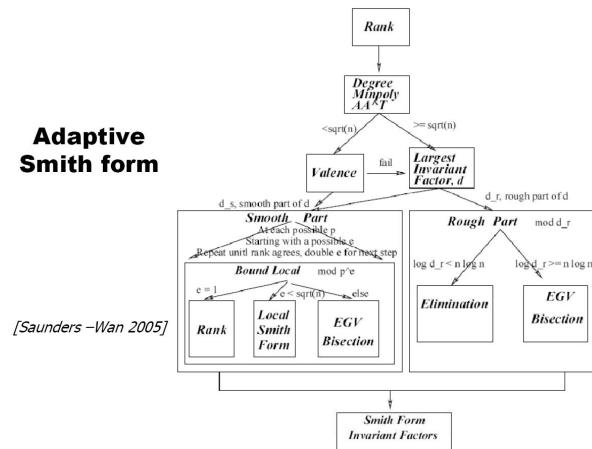 Rank
Degree
Minpoly
AA^T
<sqrt(n)
>= sqrt(n)
Adaptive
Smith form
Valence
fail
Largest
Invariant
Factor, d
d_s, smooth part of d
d_r, rough part of d
Smooth Part
At each possible p
Starting with a possible e
Repeat unitl rank agrees, double e for next step
Bound Local mod p^e
e = 1
e < sqrt(n)
else
Rank
Local
Smith
Form
EGV
Bisection
Rough Part mod d_r
log d_r < n log n
log d_r >= n log n
Elimination
EGV
Bisection
[Saunders –Wan 2005]
Smith Form
Invariant Factors